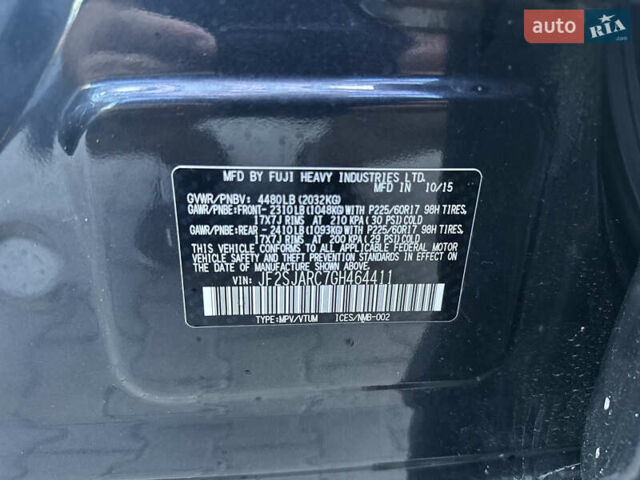 auto RIA .com
MFD BY FUJI HEAVY INDUSTRIES LTD.
MFD IN 10/15
GVWR/PNBV: 4480LB(2032KG)
GAWR/PNBE:FRONT-2310LB(1048KG)WITH P225/60R17 98H TIRES,
17X7J RIMS AT 210 KPA(30 PSI)COLD
GAWR/PNBE:REAR -2410LB(1093KG)WITH P225/60R17 98H TIRES,
17X7J RIMS AT 200 KPA(29 PSI)COLD
THIS VEHICLE CONFORMS TO ALL APPLICABLE FEDERAL MOTOR
VEHICLE SAFETY AND THEFT PREVENTION STANDARDS IN EFFECT
ON THE DATE OF MANUFACTURE SHOWN ABOVE.
VIN: JF2SJARC7GH464411
TYPE:MPV/VTUM ICES/NMB-002